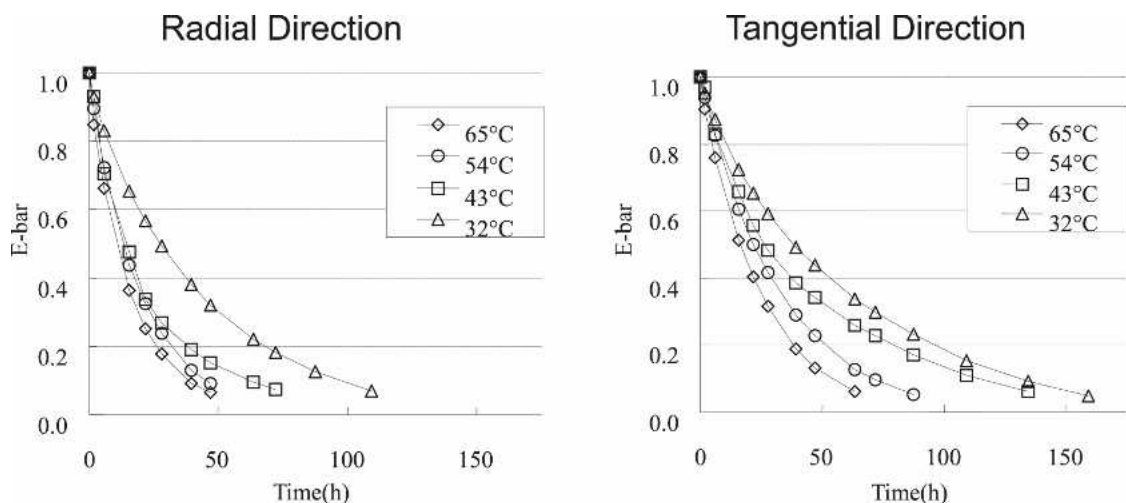 Radial Direction
1.0
0.8
0.6
0.4
0.2
0.0
E-bar
65°C
54°C
43°C
32°C
0
50
100
150
Time(h)
Tangential Direction
1.0
0.8
0.6
0.4
0.2
0.0
E-bar
65°C
54°C
43°C
32°C
0
50
100
150
Time(h)